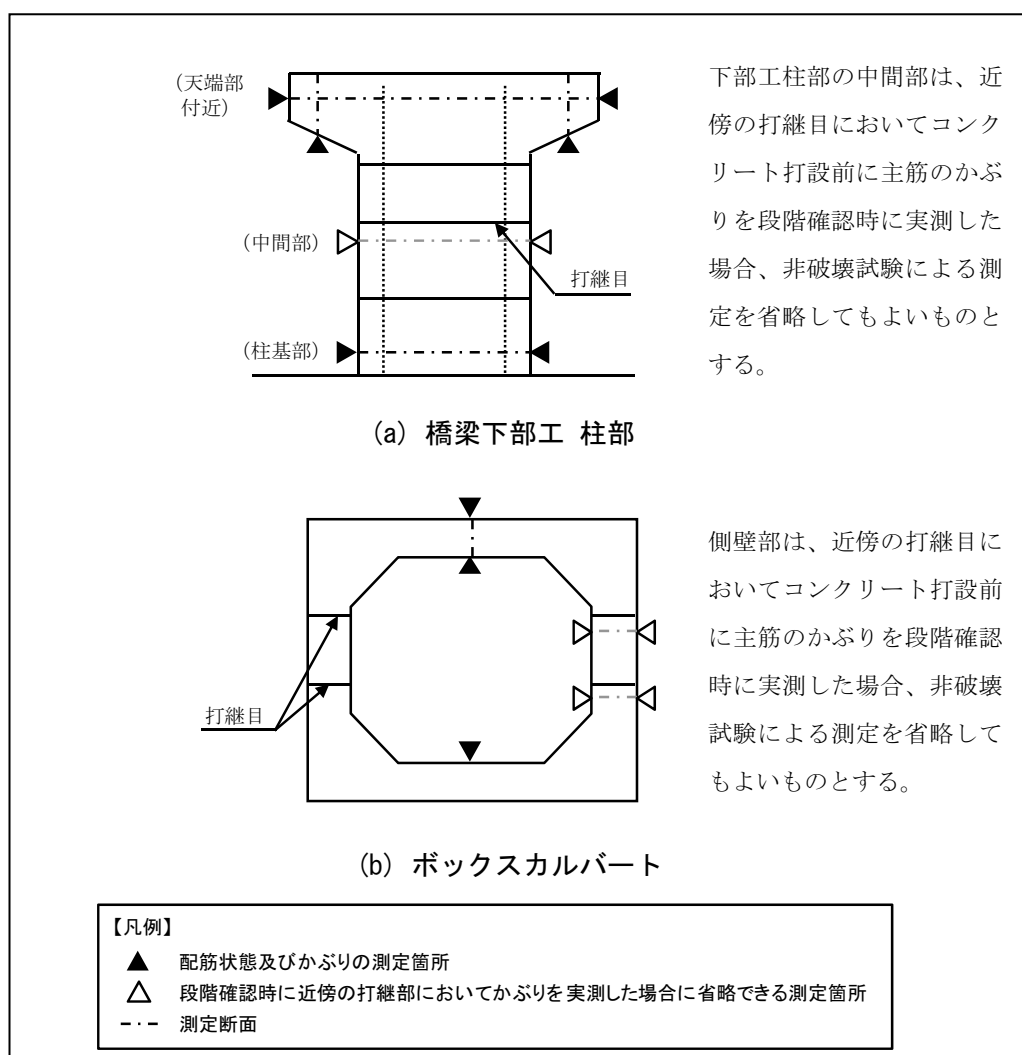 (天端部
付近)
下部工柱部の中間部は、近
傍の打継目においてコンク
リート打設前に主筋のかぶ
りを段階確認時に実測した
場合、非破壊試験による測
定を省略してもよいものと
する。
(中間部)
打継目
(柱基部)
(a) 橋梁下部工 柱部
側壁部は、近傍の打継目に
おいてコンクリート打設前
に主筋のかぶりを段階確認
時に実測した場合、非破壊
試験による測定を省略して
もよいものとする。
打継目
(b) ボックスカルバート
【凡例】
▲ 配筋状態及びかぶりの測定箇所
△ 段階確認時に近傍の打継部においてかぶりを実測した場合に省略できる測定箇所
測定断面